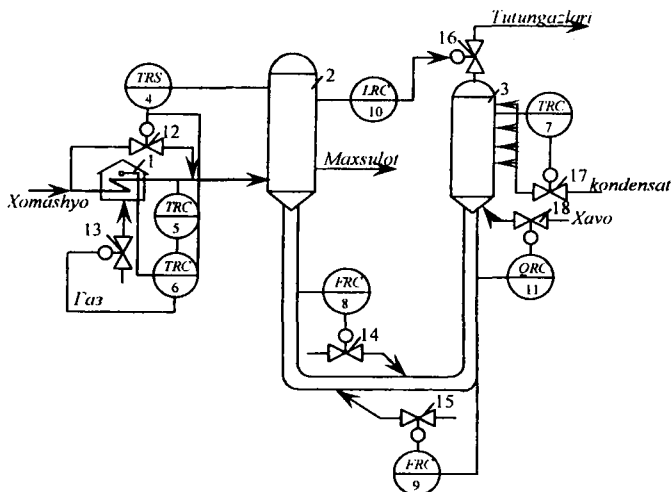 Tutungazlari
16
TRS
4
2
LRC
10
3
TRC
7
12
1
Maxsulot
17
kondensat
Xomashyo
TRC
5
18
Xavo
13
TRC
6
QRC
11
Газ
FRC
8
14
15
FRC
9